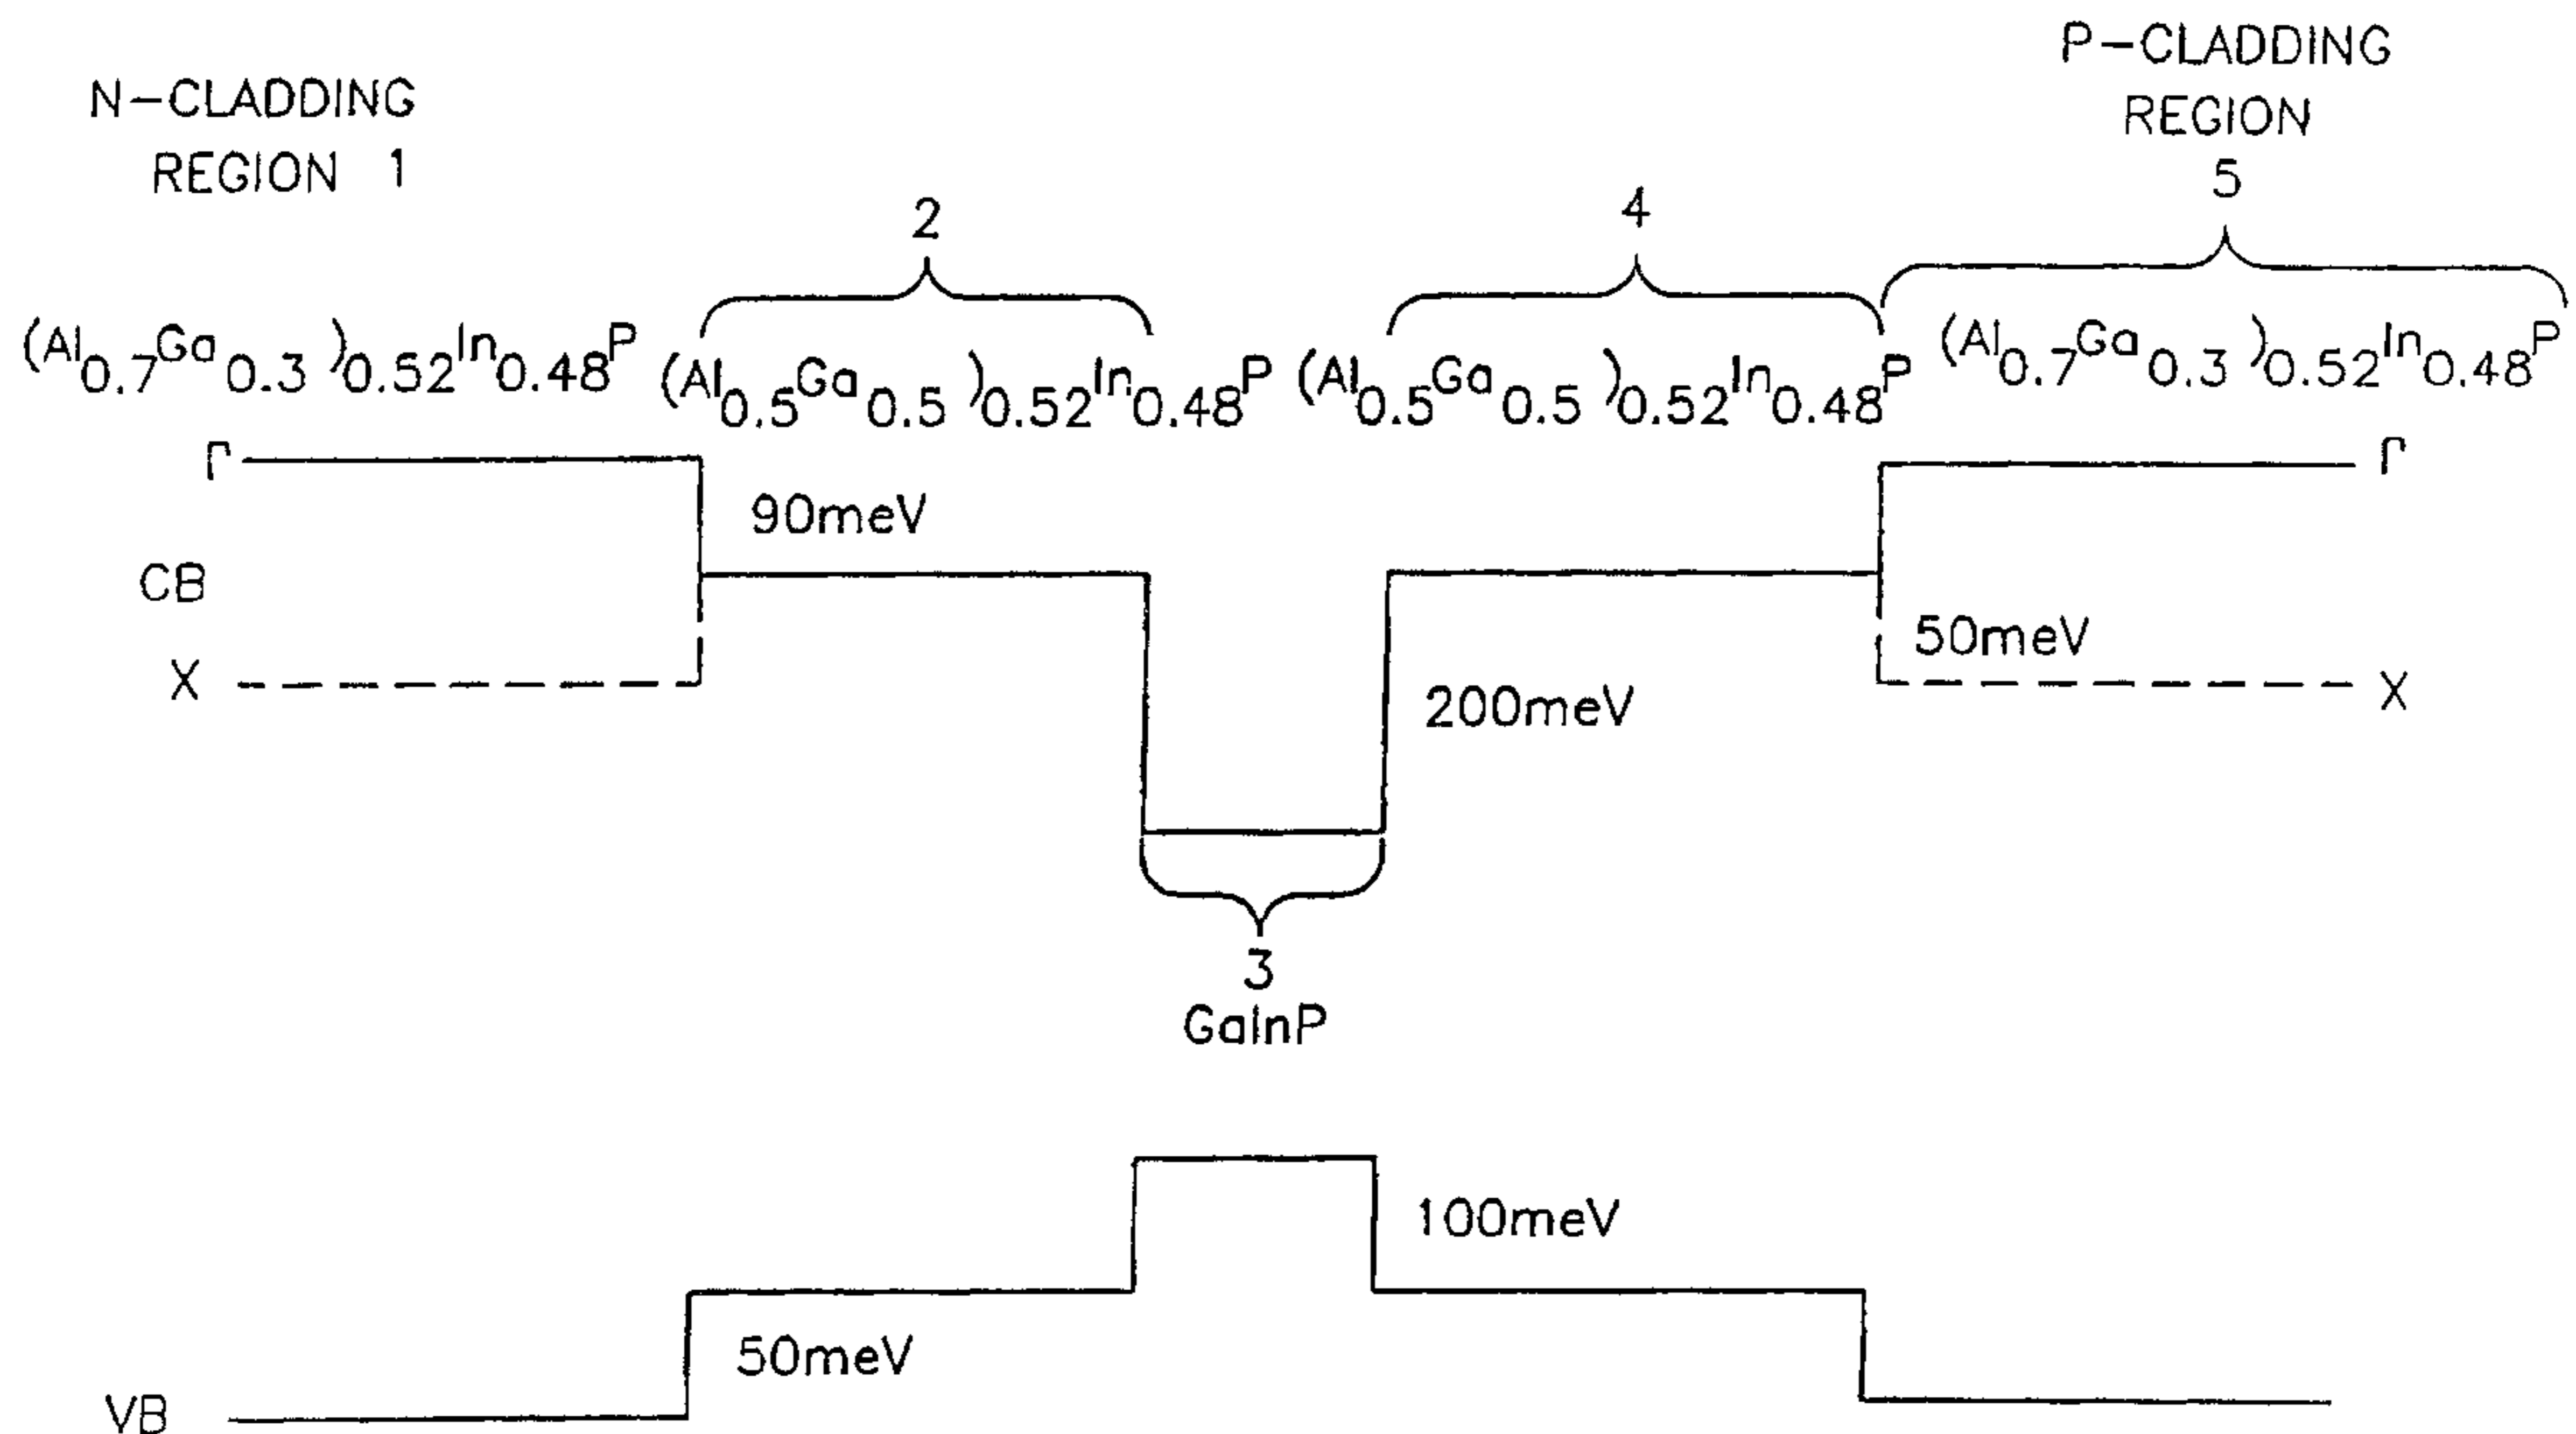 N-CLADDING
REGION 1
P-CLADDING
REGION
5
2
4
(Al0.7Ga0.3)0.52In0.48P
(Al0.5Ga0.5)0.52In0.48P
(Al0.5Ga0.5)0.52In0.48P
(Al0.7Ga0.3)0.52In0.48P
Γ
Γ
90meV
CB
50meV
X
200meV
X
3
GaInP
100meV
50meV
VB